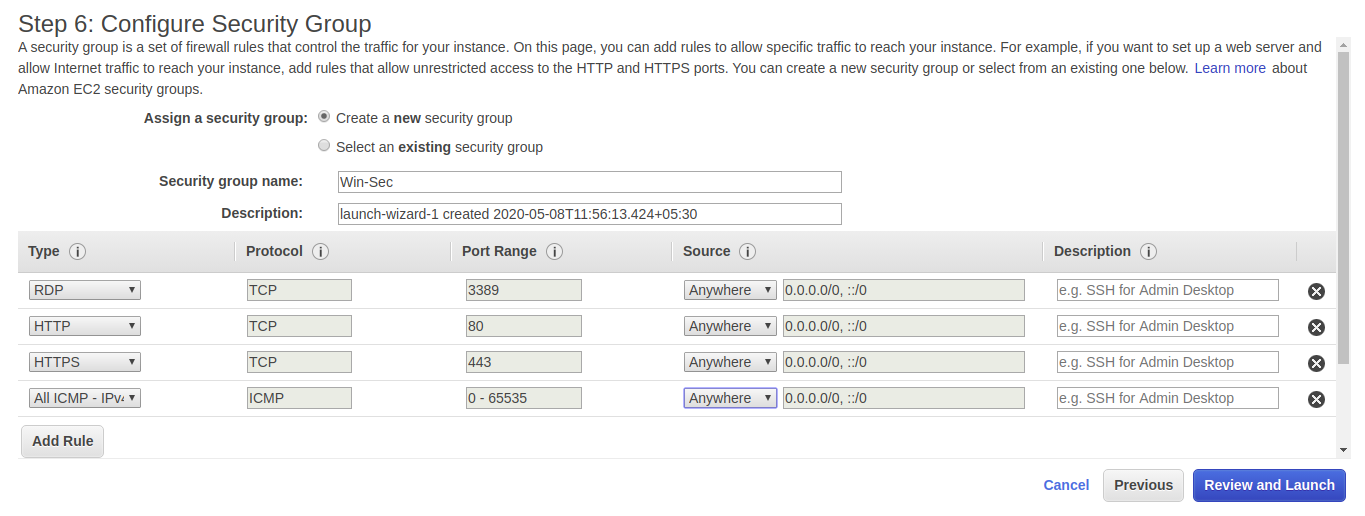 Step 6: Configure Security Group
A security group is a set of firewall rules that control the traffic for your instance. On this page, you can add rules to allow specific traffic to reach your instance. For example, if you want to set up a web server and
allow Internet traffic to reach your instance, add rules that allow unrestricted access to the HTTP and HTTPS ports. You can create a new security group or select from an existing one below. Learn more about
Amazon EC2 security groups.
Assign a security group: Create a new security group
Select an existing security group
Security group name: Win-Sec
Description: launch-wizard-1 created 2020-05-08T11:56:13.424+05:30
Type i Protocol i Port Range i Source i Description i
RDP TCP 3389 Anywhere 0.0.0.0/0, ::/0 e.g. SSH for Admin Desktop
HTTP TCP 80 Anywhere 0.0.0.0/0, ::/0 e.g. SSH for Admin Desktop
HTTPS TCP 443 Anywhere 0.0.0.0/0, ::/0 e.g. SSH for Admin Desktop
All ICMP - IPv4 ICMP 0 - 65535 Anywhere 0.0.0.0/0, ::/0 e.g. SSH for Admin Desktop
Add Rule
Cancel Previous Review and Launch